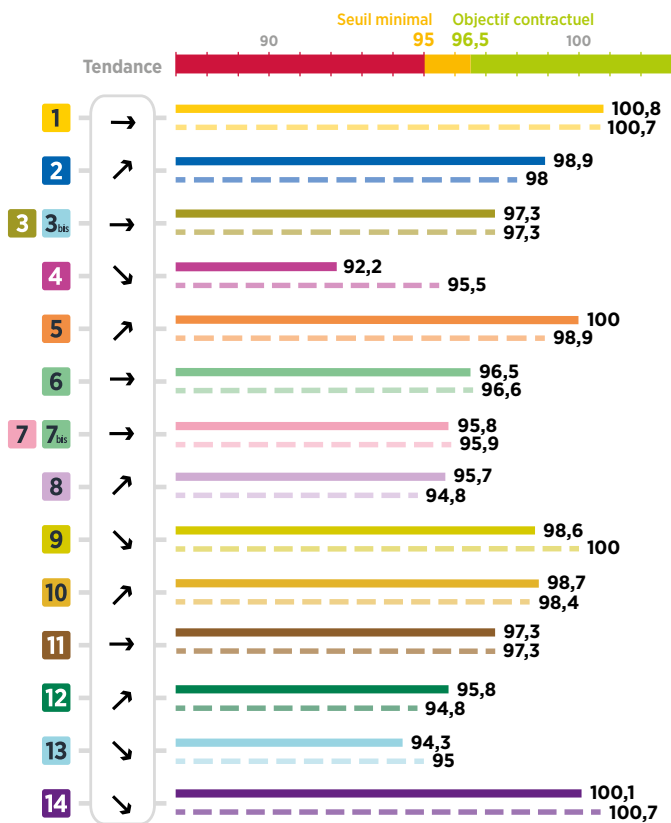 Seuil minimal Objectif contractuel
90 95 96,5 100
Tendance
1 → 100,8
100,7
2 ↗ 98,9
98
3 3bis → 97,3
97,3
4 ↘ 92,2
95,5
5 ↗ 100
98,9
6 → 96,5
96,6
7 7bis → 95,8
95,9
8 ↗ 95,7
94,8
9 ↘ 98,6
100
10 ↗ 98,7
98,4
11 → 97,3
97,3
12 ↗ 95,8
94,8
13 ↘ 94,3
95
14 ↘ 100,1
100,7